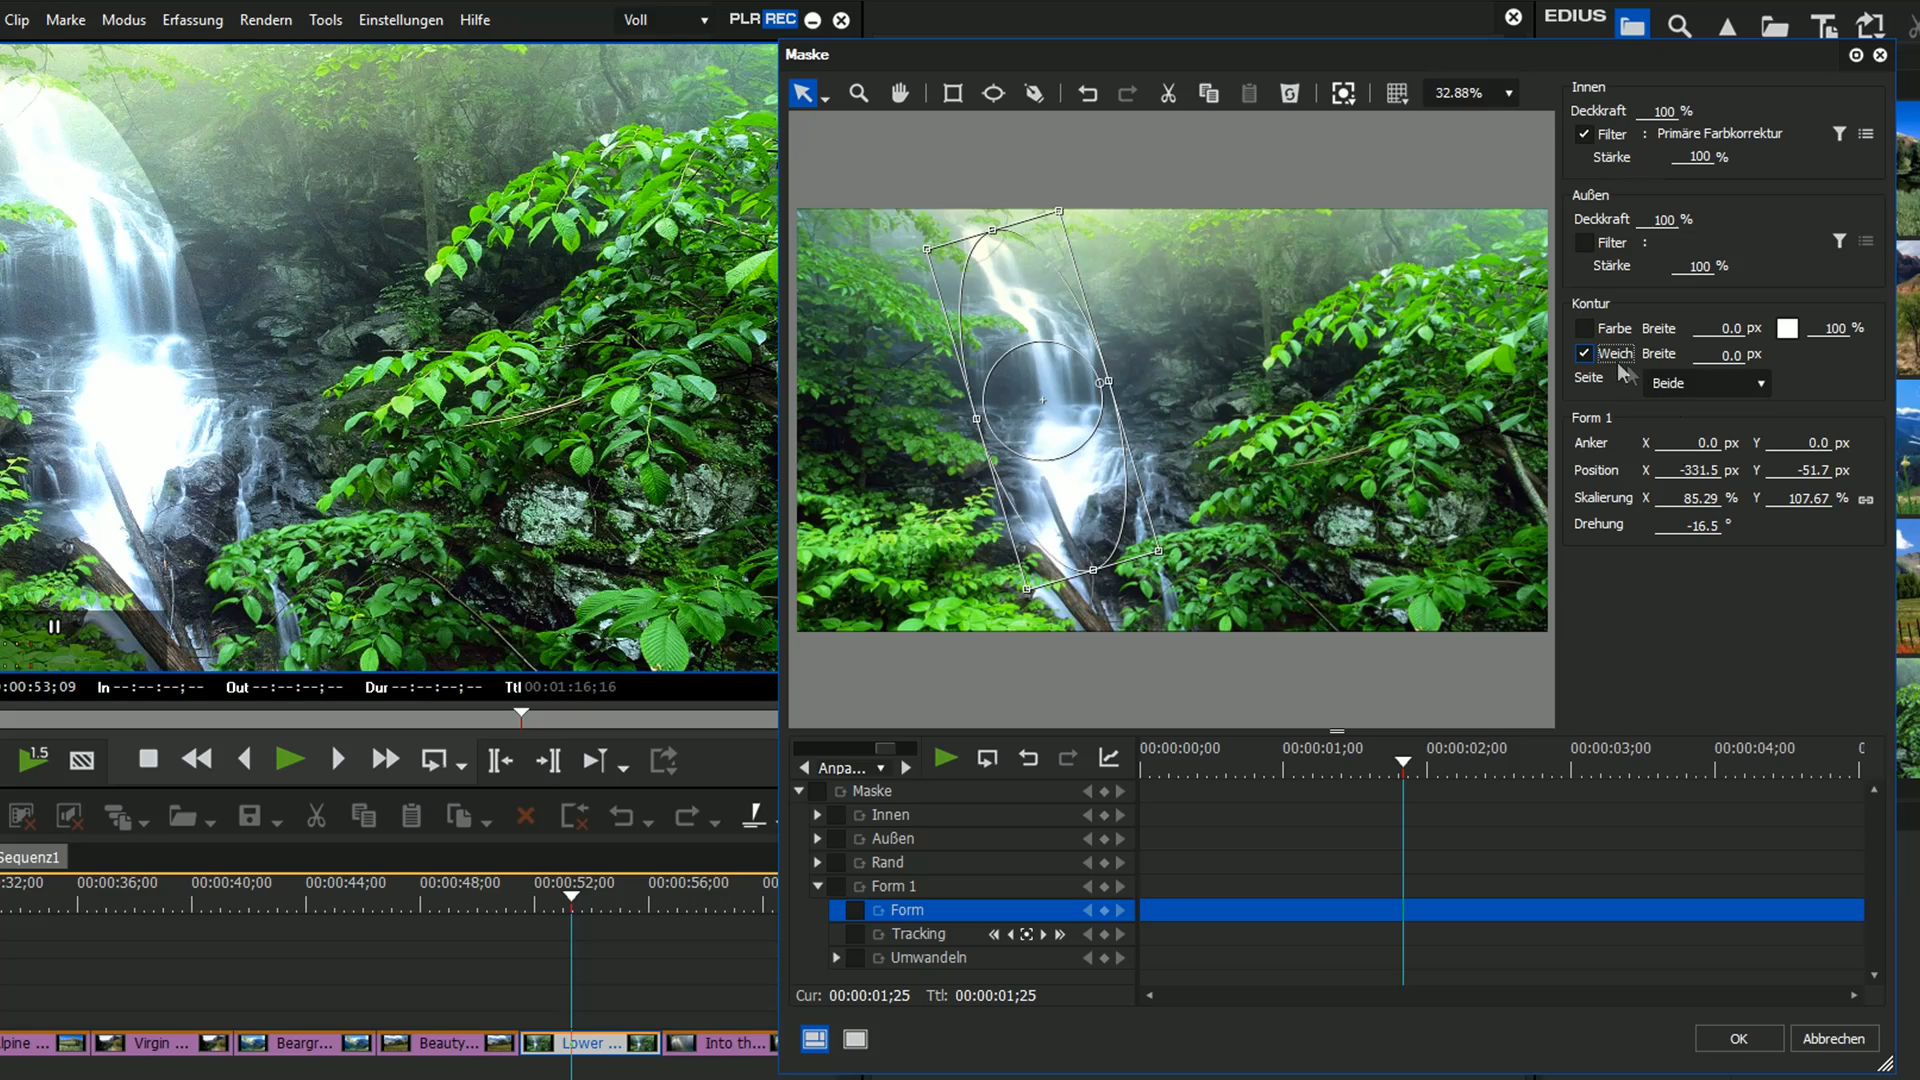 Clip Marke Modus Erfassung Rendern Tools Einstellungen Hilfe Voll PLR REC EDIUS
Maske
32.88%
Innen
Deckkraft 100 %
Filter : Primäre Farbkorrektur
Stärke 100 %
Außen
Deckkraft 100 %
Filter :
Stärke 100 %
Kontur
Farbe Breite 0.0 px 100 %
Weich Breite 0.0 px
Seite Beide
Form 1
Anker X 0.0 px Y 0.0 px
Position X -331.5 px Y -51.7 px
Skalierung X 85.29 % Y 107.67 %
Drehung -16.5 °
:00:53;09 In --:--:--;-- Out --:--:--;-- Dur --:--:--;-- Ttl 00:01:16;16
1.5
Sequenz1
:32;00 00:00:36;00 00:00:40;00 00:00:44;00 00:00:48;00 00:00:52;00 00:00:56;00
Anpa...
00:00:00;00 00:00:01;00 00:00:02;00 00:00:03;00 00:00:04;00
Maske
Innen
Außen
Rand
Form 1
Form
Tracking
Umwandeln
Cur: 00:00:01;25 Ttl: 00:00:01;25
lpine ... Virgin ... Beargr... Beauty... Lower ... Into th...
OK Abbrechen